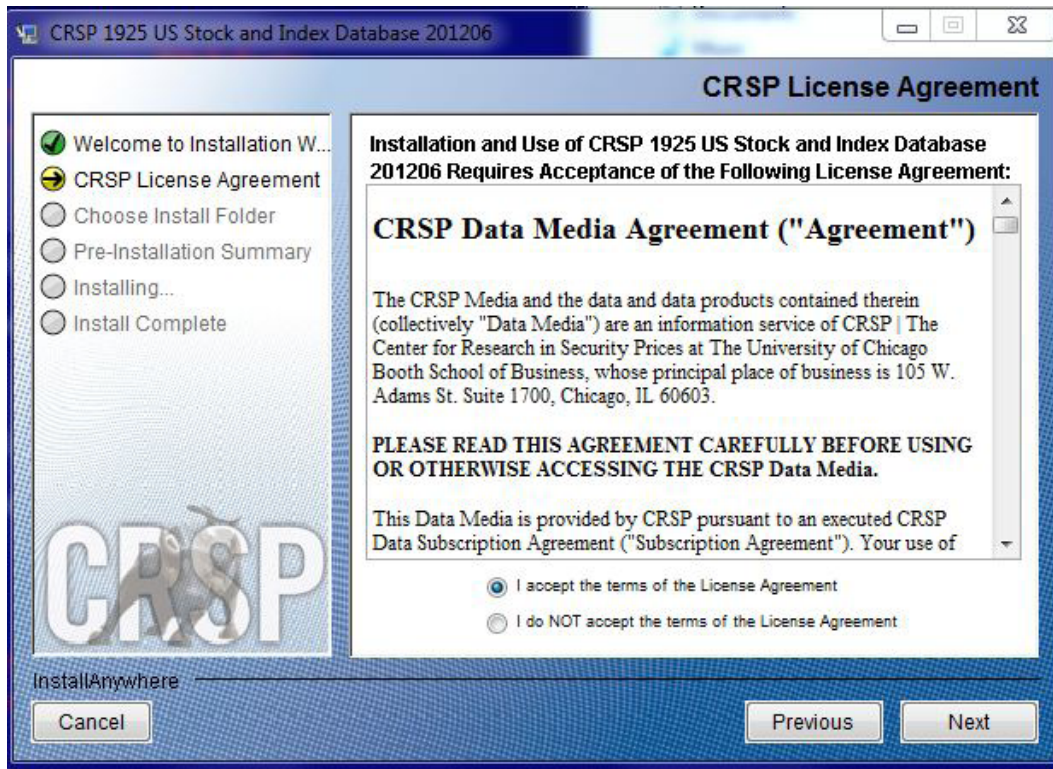 CRSP 1925 US Stock and Index Database 201206
CRSP License Agreement
Welcome to Installation W...
CRSP License Agreement
Choose Install Folder
Pre-Installation Summary
Installing...
Install Complete
CRSP
Installation and Use of CRSP 1925 US Stock and Index Database
201206 Requires Acceptance of the Following License Agreement:
CRSP Data Media Agreement ("Agreement")
The CRSP Media and the data and data products contained therein
(collectively "Data Media") are an information service of CRSP | The
Center for Research in Security Prices at The University of Chicago
Booth School of Business, whose principal place of business is 105 W.
Adams St. Suite 1700, Chicago, IL 60603.
PLEASE READ THIS AGREEMENT CAREFULLY BEFORE USING
OR OTHERWISE ACCESSING THE CRSP Data Media.
This Data Media is provided by CRSP pursuant to an executed CRSP
Data Subscription Agreement ("Subscription Agreement"). Your use of
I accept the terms of the License Agreement
I do NOT accept the terms of the License Agreement
InstallAnywhere
Cancel
Previous
Next